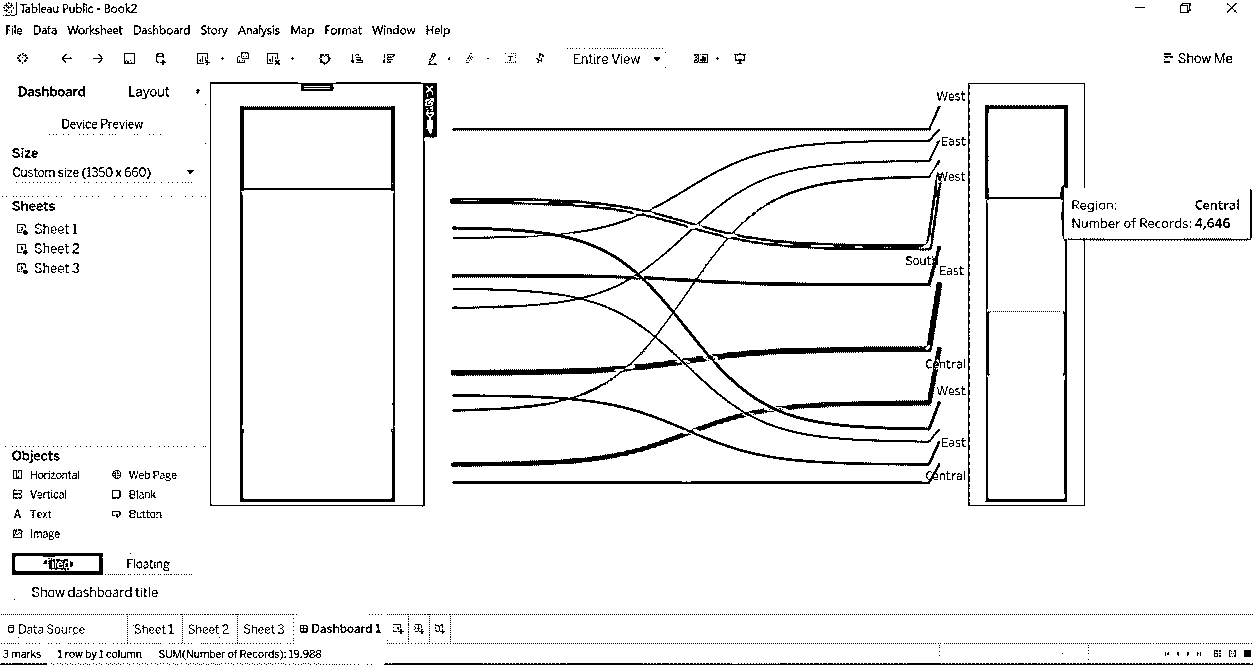 Tableau Public - Book2
File Data Worksheet Dashboard Story Analysis Map Format Window Help
Entire View
Show Me
Dashboard Layout
Device Preview
Size
Custom size (1350 x 660)
Sheets
Sheet 1
Sheet 2
Sheet 3
West
East
West
South
East
Central
West
East
Central
Region: Central
Number of Records: 4,646
Objects
Horizontal Web Page
Vertical Blank
A Text Button
Image
Tiled Floating
Show dashboard title
Data Source Sheet 1 Sheet 2 Sheet 3 Dashboard 1
3 marks 1 row by 1 column SUM(Number of Records): 19,988